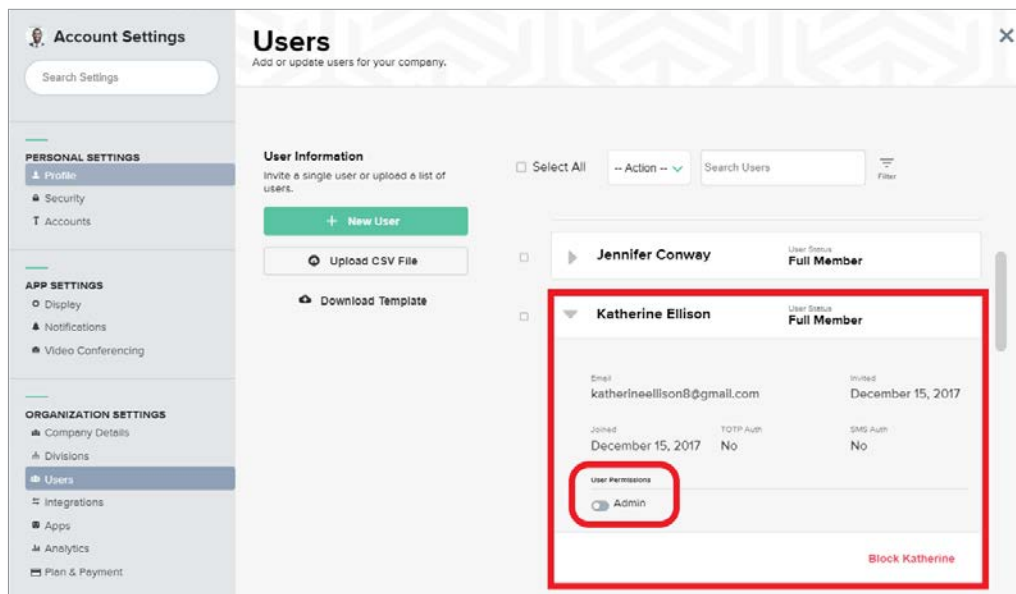 Account Settings
Search Settings
PERSONAL SETTINGS
Profile
Security
Accounts
APP SETTINGS
Display
Notifications
Video Conferencing
ORGANIZATION SETTINGS
Company Details
Divisions
Users
Integrations
Apps
Analytics
Plan & Payment
Users
Add or update users for your company.
User Information
Invite a single user or upload a list of
users.
+ New User
Upload CSV File
Download Template
Select All
-- Action --
Search Users
Filter
Jennifer Conway
User Status
Full Member
Katherine Ellison
User Status
Full Member
Email
katherineellison8@gmail.com
Invited
December 15, 2017
Joined
December 15, 2017
TOTP Auth
No
SMS Auth
No
User Permissions
Admin
Block Katherine